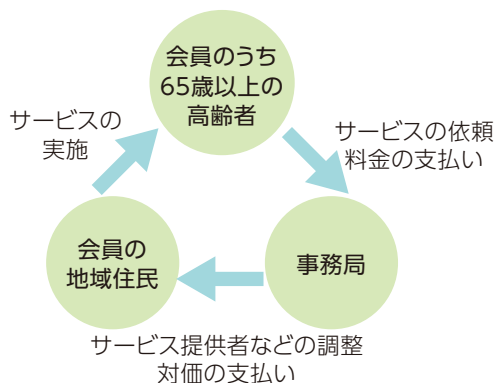 会員のうち
65歳以上の
高齢者
サービスの
実施
サービスの依頼
料金の支払い
会員の
地域住民
事務局
サービス提供者などの調整
対価の支払い